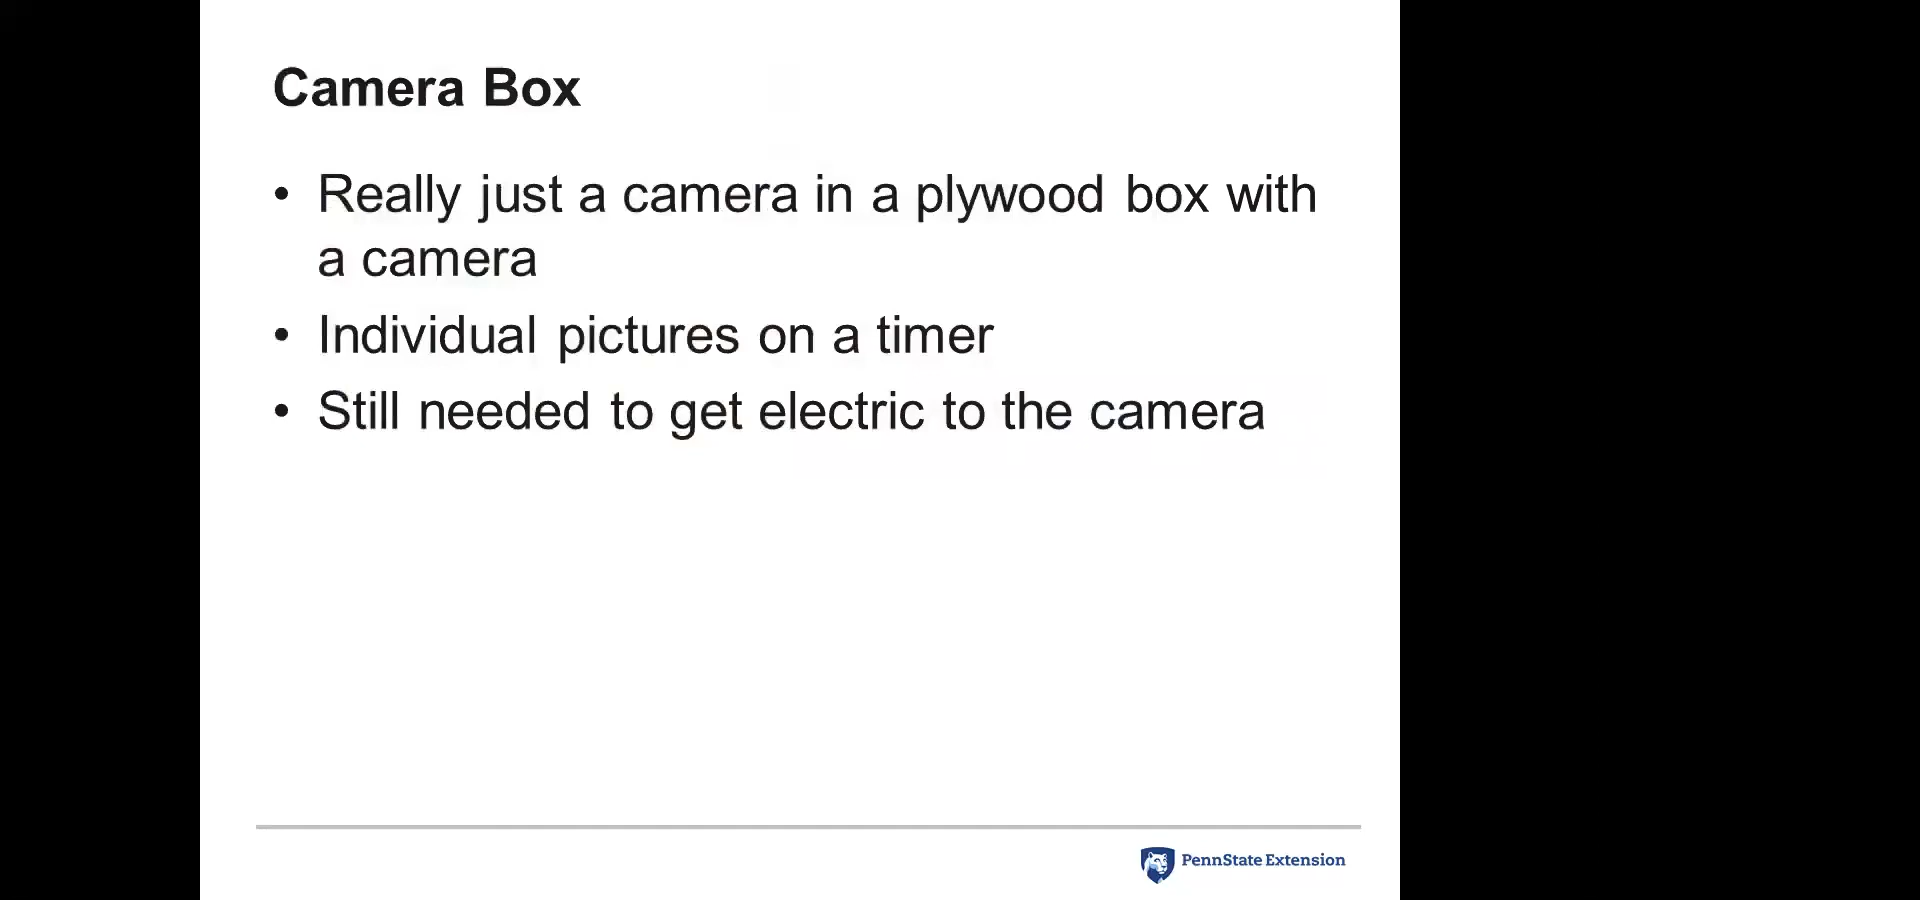 Camera Box
• Really just a camera in a plywood box with
a camera
• Individual pictures on a timer
• Still needed to get electric to the camera
PennState Extension